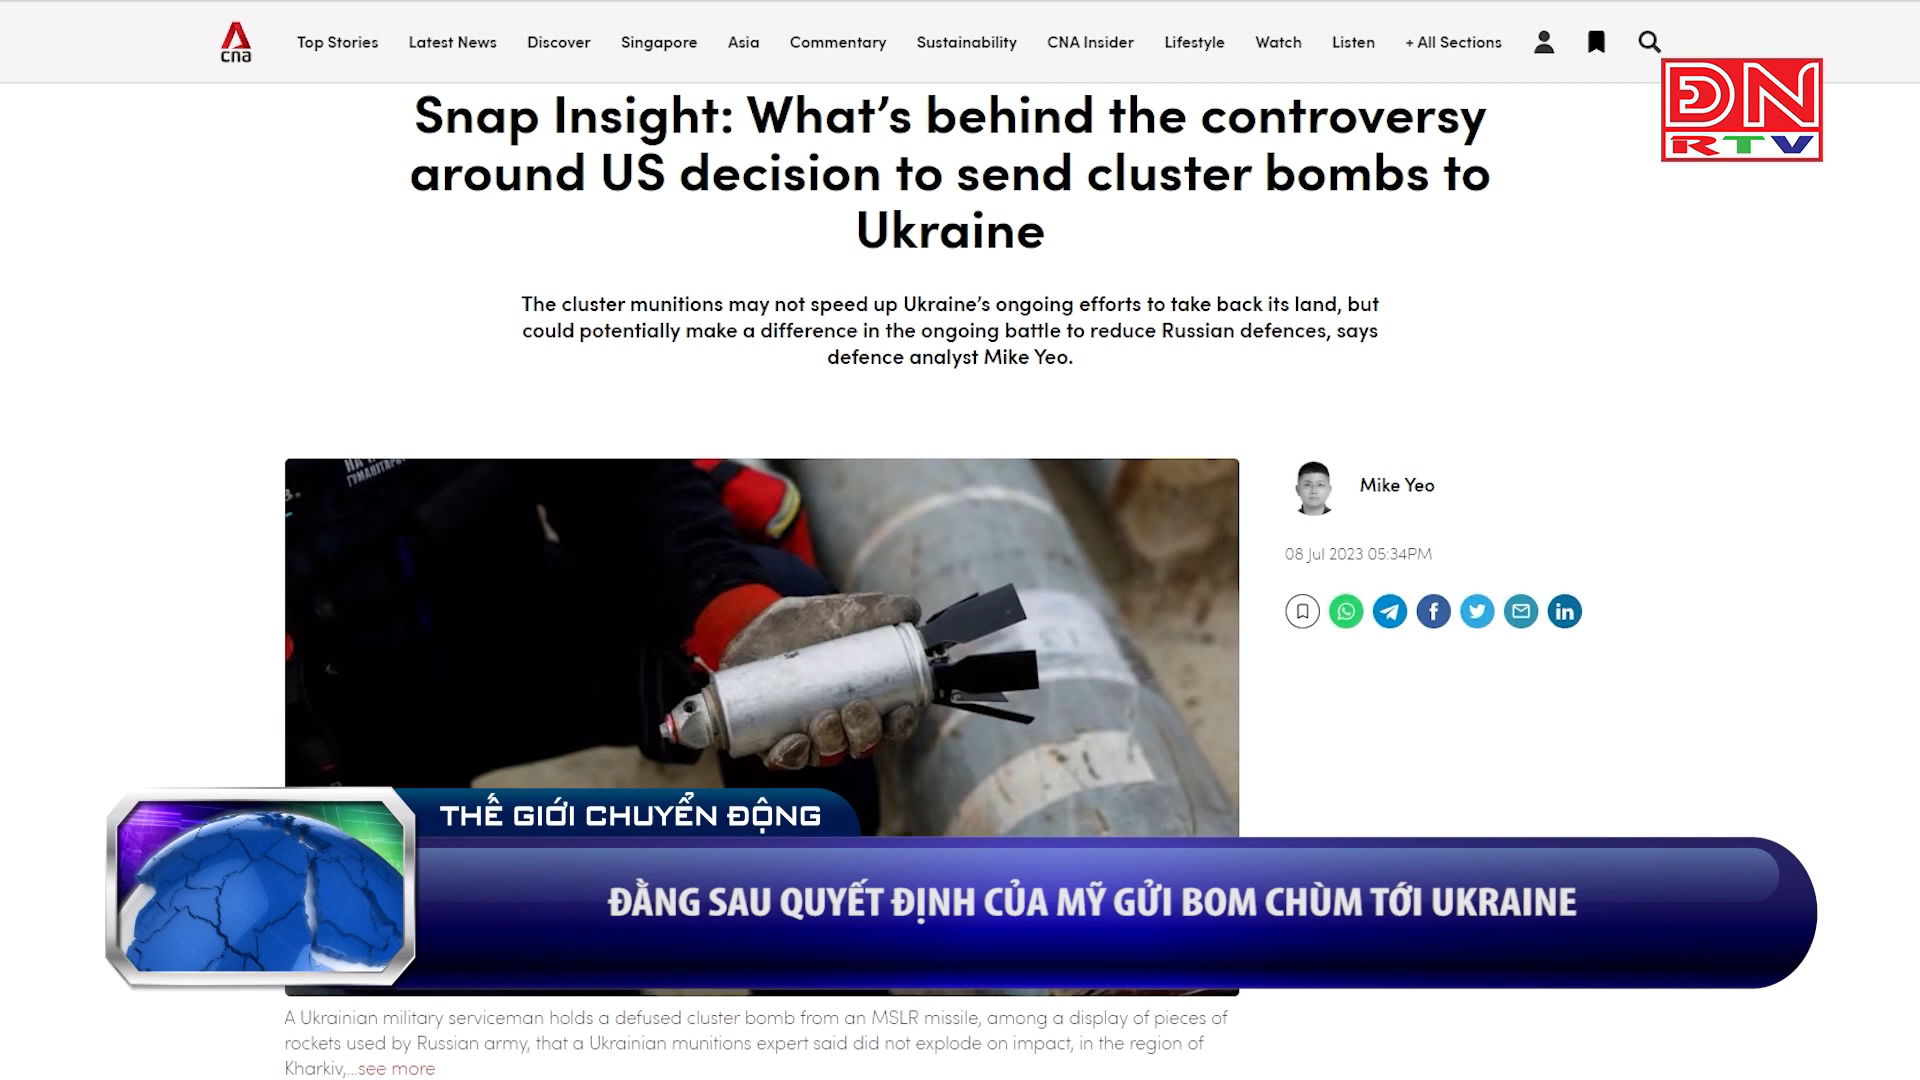 cna
Top Stories Latest News Discover Singapore Asia Commentary Sustainability CNA Insider Lifestyle Watch Listen + All Sections
ĐN
RTV
Snap Insight: What's behind the controversy
around US decision to send cluster bombs to
Ukraine
The cluster munitions may not speed up Ukraine's ongoing efforts to take back its land, but
could potentially make a difference in the ongoing battle to reduce Russian defences, says
defence analyst Mike Yeo.
Mike Yeo
08 Jul 2023 05:34PM
THẾ GIỚI CHUYỂN ĐỘNG
ĐẰNG SAU QUYẾT ĐỊNH CỦA MỸ GỬI BOM CHÙM TỚI UKRAINE
A Ukrainian military serviceman holds a defused cluster bomb from an MSLR missile, among a display of pieces of
rockets used by Russian army, that a Ukrainian munitions expert said did not explode on impact, in the region of
Kharkiv,...see more